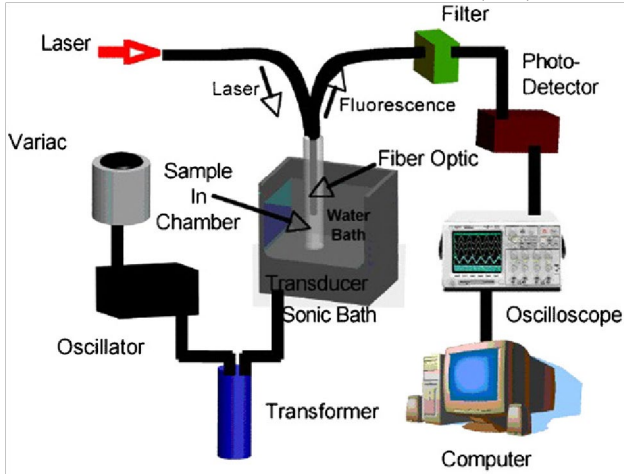 Laser
Filter
Photo-
Detector
Laser
Fluorescence
Variac
Sample
In
Chamber
Fiber Optic
Water
Bath
Transducer
Sonic Bath
Oscillator
Oscilloscope
Transformer
Computer